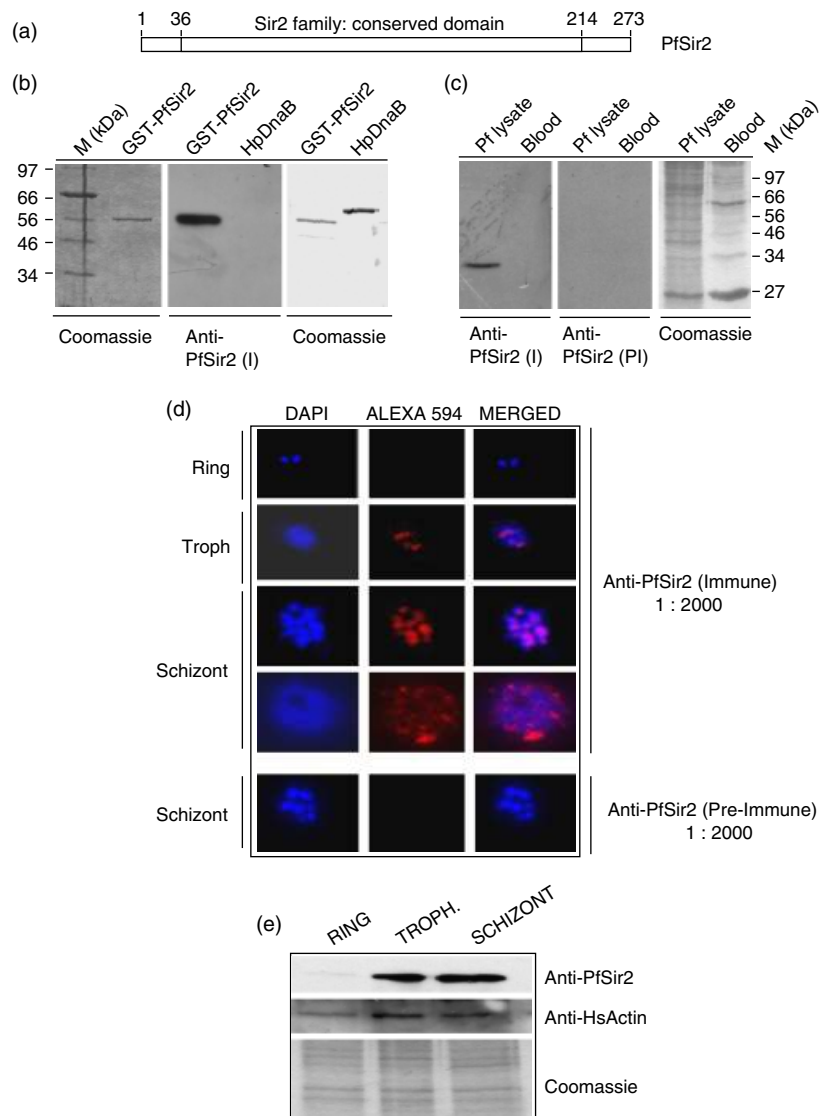 (a)
1 36 Sir2 family: conserved domain 214 273
PfSir2
(b)
M (kDa) GST-PfSir2 GST-PfSir2 HpDnaB GST-PfSir2 HpDnaB
97
66
56
46
34
Coomassie Anti-PfSir2 (I) Coomassie
(c)
Pf lysate Blood Pf lysate Blood Pf lysate Blood M (kDa)
97
66
56
46
34
27
Anti-PfSir2 (I) Anti-PfSir2 (PI) Coomassie
(d)
DAPI ALEXA 594 MERGED
Ring
Troph
Schizont
Anti-PfSir2 (Immune)
1 : 2000
Schizont
Anti-PfSir2 (Pre-Immune)
1 : 2000
(e)
RING TROPH. SCHIZONT
Anti-PfSir2
Anti-HsActin
Coomassie